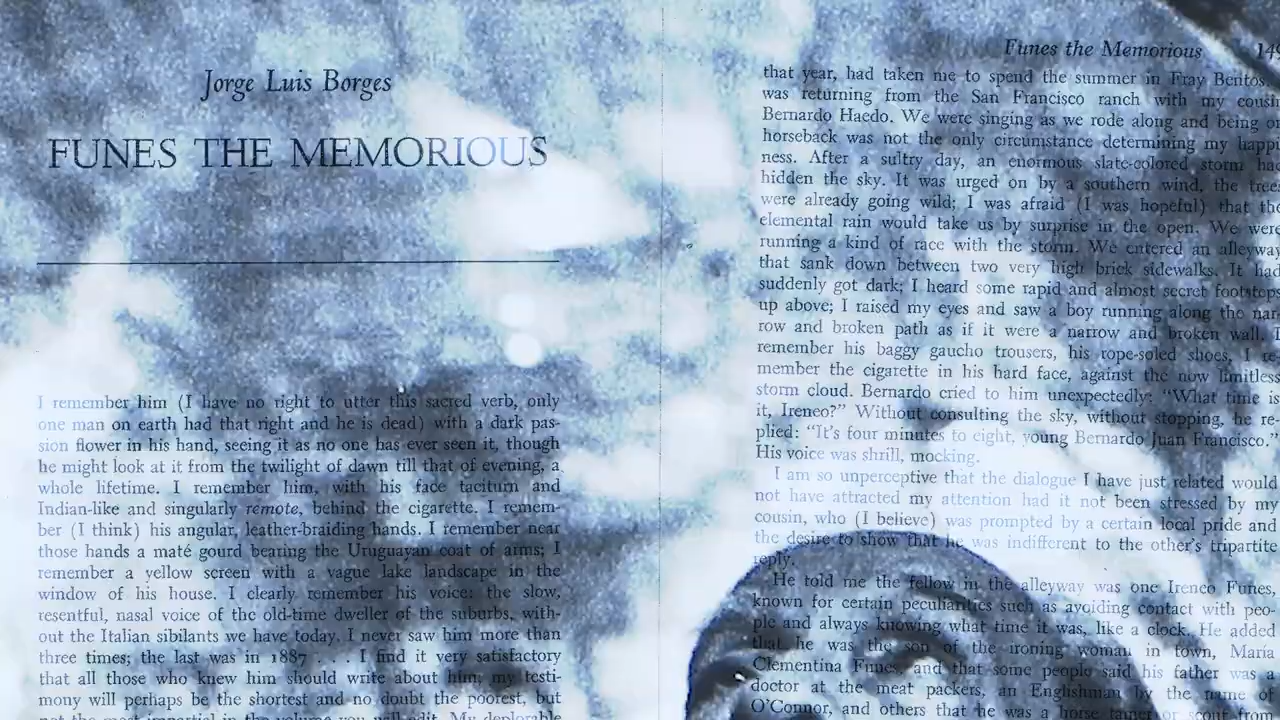 Jorge Luis Borges
FUNES THE MEMORIOUS
I remember him (I have no right to utter this sacred verb, only
one man on earth had that right and he is dead) with a dark pas-
sion flower in his hand, seeing it as no one has ever seen it, though
he might look at it from the twilight of dawn till that of evening, a
whole lifetime. I remember him, with his face taciturn and
Indian-like and singularly remote, behind the cigarette. I remem-
ber (I think) his angular, leather-braiding hands. I remember near
those hands a maté gourd bearing the Uruguayan coat of arms; I
remember a yellow screen with a vague lake landscape in the
window of his house. I clearly remember his voice: the slow,
resentful, nasal voice of the old-time dweller of the suburbs, with-
out the Italian sibilants we have today. I never saw him more than
three times; the last was in 1887 . . . I find it very satisfactory
that all those who knew him should write about him; my testi-
mony will perhaps be the shortest and no doubt the poorest, but
not the most impartial in the volume you will edit. My deplorable
Funes the Memorious 149
that year, had taken me to spend the summer in Fray Bentos.
was returning from the San Francisco ranch with my cousin
Bernardo Haedo. We were singing as we rode along and being on
horseback was not the only circumstance determining my happi
ness. After a sultry day, an enormous slate-colored storm had
hidden the sky. It was urged on by a southern wind, the trees
were already going wild; I was afraid (I was hopeful) that the
elemental rain would take us by surprise in the open. We were
running a kind of race with the storm. We entered an alleyway
that sank down between two very high brick sidewalks. It had
suddenly got dark; I heard some rapid and almost secret footsteps
up above; I raised my eyes and saw a boy running along the nar-
row and broken path as if it were a narrow and broken wall. I
remember his baggy gaucho trousers, his rope-soled shoes, I re-
member the cigarette in his hard face, against the now limitless
storm cloud. Bernardo cried to him unexpectedly: "What time is
it, Ireneo?" Without consulting the sky, without stopping, he re-
plied: "It's four minutes to eight, young Bernardo Juan Francisco."
His voice was shrill, mocking.
I am so unperceptive that the dialogue I have just related would
not have attracted my attention had it not been stressed by my
cousin, who (I believe) was prompted by a certain local pride and
the desire to show that he was indifferent to the other's tripartite
reply.
He told me the fellow in the alleyway was one Ireneo Funes,
known for certain peculiarities such as avoiding contact with peo-
ple and always knowing what time it was, like a clock. He added
that he was the son of the ironing woman in town, María
Clementina Funes, and that some people said his father was a
doctor at the meat packers, an Englishman by the name of
O'Connor, and others that he was a horse tamer or scout from